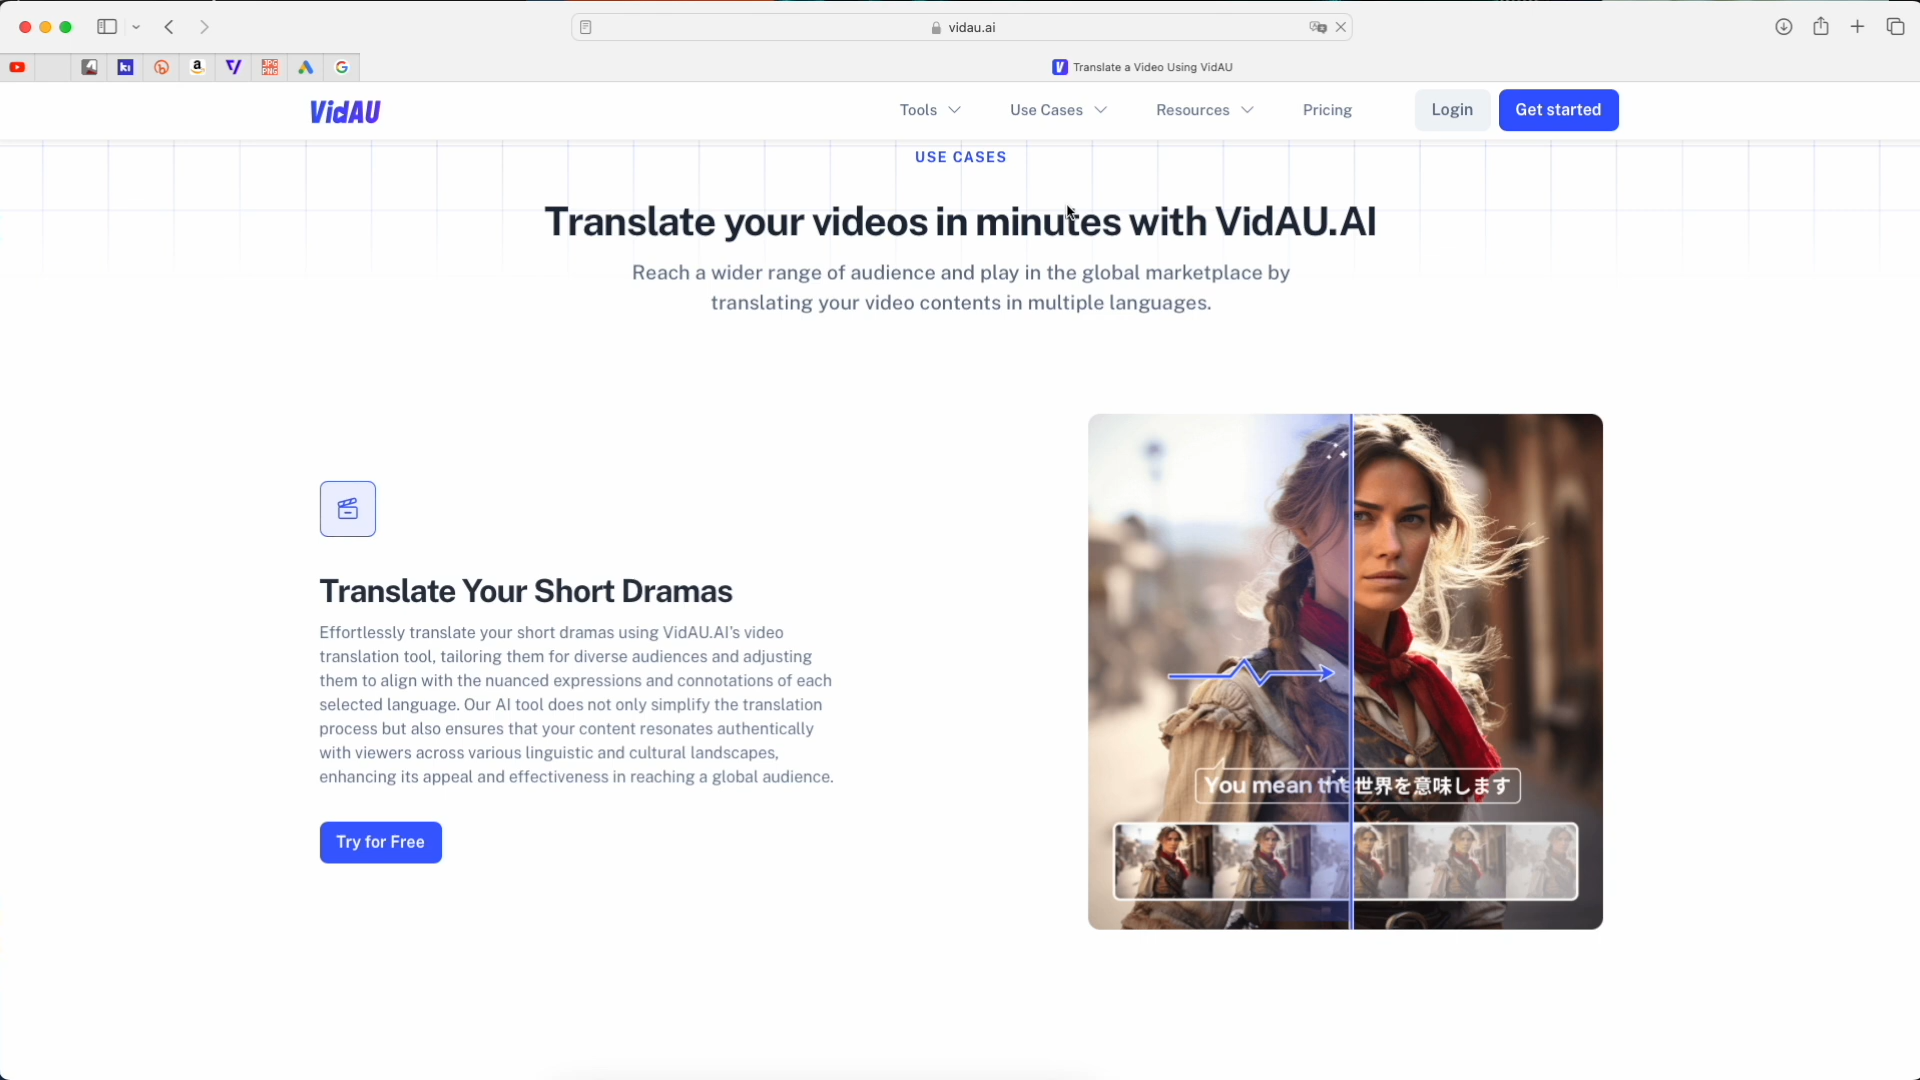 vidau.ai
Translate a Video Using VidAU
VidAU
Tools
Use Cases
Resources
Pricing
Login
Get started
USE CASES
Translate your videos in minutes with VidAU.AI
Reach a wider range of audience and play in the global marketplace by
translating your video contents in multiple languages.
Translate Your Short Dramas
Effortlessly translate your short dramas using VidAU.AI's video
translation tool, tailoring them for diverse audiences and adjusting
them to align with the nuanced expressions and connotations of each
selected language. Our AI tool does not only simplify the translation
process but also ensures that your content resonates authentically
with viewers across various linguistic and cultural landscapes,
enhancing its appeal and effectiveness in reaching a global audience.
Try for Free
You mean the 世界を意味します